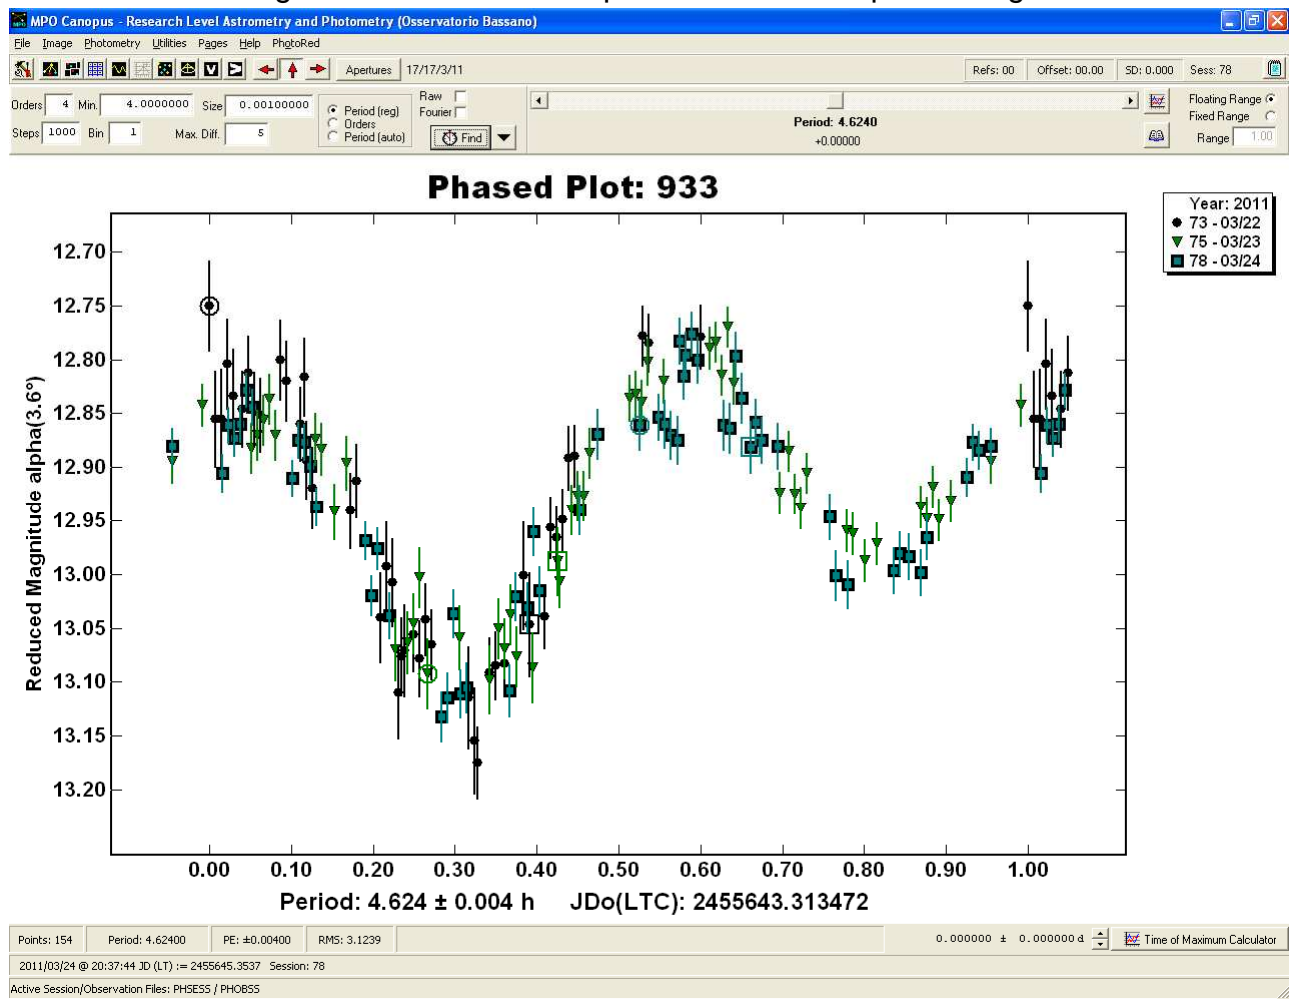 MPO Canopus - Research Level Astrometry and Photometry (Osservatorio Bassano)
File Image Photometry Utilities Pages Help PhotoRed
Apertures 17/17/3/11 Refs: 00 Offset: 00.00 SD: 0.000 Sess: 78
Orders 4 Min. 4.0000000 Size 0.00100000
Steps 1000 Bin 1 Max. Diff. 5
Period (reg)
Orders
Period (auto)
Raw
Fourier
Find
Period: 4.6240
+0.00000
Floating Range
Fixed Range
Range 1.00
Phased Plot: 933
Year: 2011
73 - 03/22
75 - 03/23
78 - 03/24
Reduced Magnitude alpha(3.6°)
12.70
12.75
12.80
12.85
12.90
12.95
13.00
13.05
13.10
13.15
13.20
0.00 0.10 0.20 0.30 0.40 0.50 0.60 0.70 0.80 0.90 1.00
Period: 4.624 ± 0.004 h JDo(LTC): 2455643.313472
Points: 154 Period: 4.62400 PE: ±0.00400 RMS: 3.1239 0.000000 ± 0.000000 d Time of Maximum Calculator
2011/03/24 @ 20:37:44 JD (LT) := 2455645.3537 Session: 78
Active Session/Observation Files: PHSESS / PHOBSS